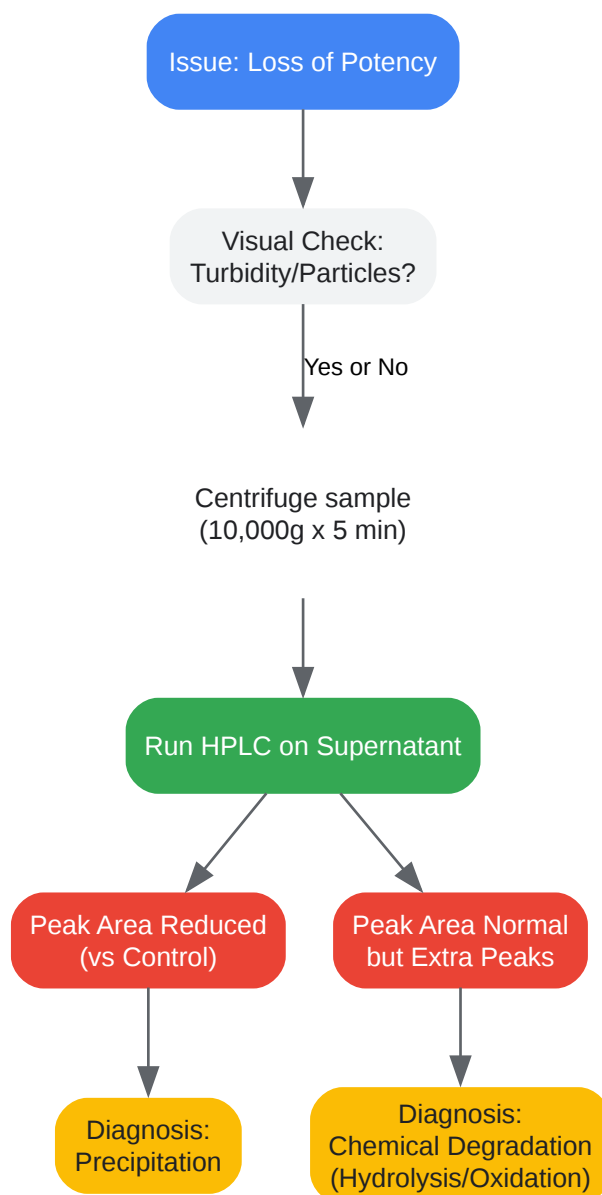 Issue: Loss of Potency
Visual Check:
Turbidity/Particles?
Yes or No
Centrifuge sample
(10,000g x 5 min)
Run HPLC on Supernatant
Peak Area Reduced
(vs Control)
Peak Area Normal
but Extra Peaks
Diagnosis:
Precipitation
Diagnosis:
Chemical Degradation
(Hydrolysis/Oxidation)